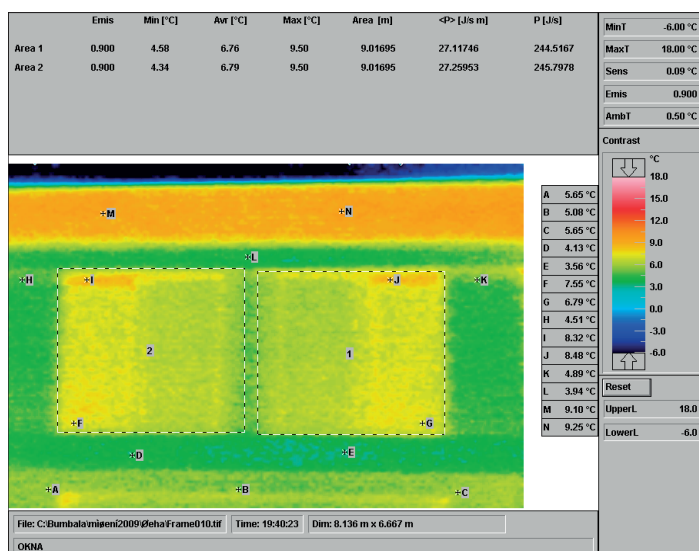 Emis Min [°C] Avr [°C] Max [°C] Area [m] <P> [J/s m] P [J/s]
Area 1 0.900 4.58 6.76 9.50 9.01695 27.11746 244.5167
Area 2 0.900 4.34 6.79 9.50 9.01695 27.25953 245.7978
MinT -6.00 °C
MaxT 18.00 °C
Sens 0.09 °C
Emis 0.900
AmbT 0.50 °C
Contrast
°C
18.0
15.0
12.0
9.0
6.0
3.0
0.0
-3.0
-6.0
Reset
UpperL 18.0
LowerL -6.0
+M
+N
+L
+H
+I
+J
+K
2
1
+F
+G
+D
+E
+A
+B
+C
A 5.65 °C
B 5.08 °C
C 5.65 °C
D 4.13 °C
E 3.56 °C
F 7.55 °C
G 6.79 °C
H 4.51 °C
I 8.32 °C
J 8.48 °C
K 4.89 °C
L 3.94 °C
M 9.10 °C
N 9.25 °C
File: C:\Bumbala\miøení2009\Øeha\Frame010.tif Time: 19:40:23 Dim: 8.136 m x 6.667 m
OKNA